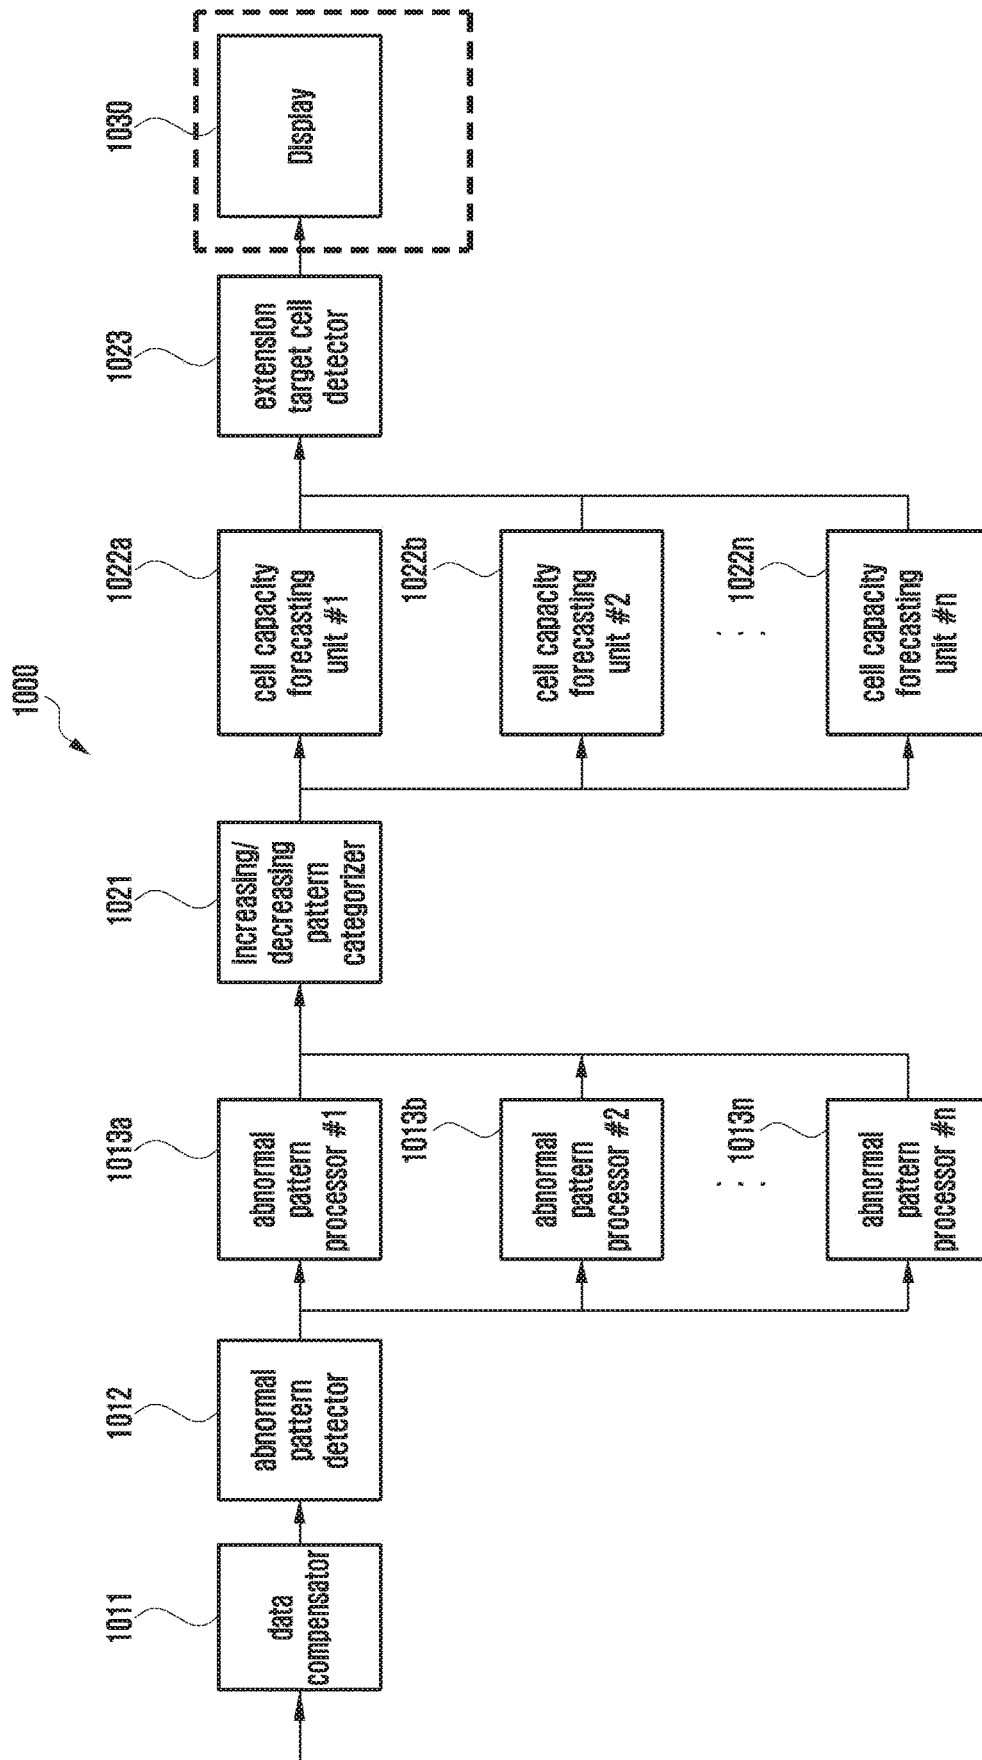 1000
1011
data
compensator
1012
abnormal
pattern
detector
1013a
abnormal
pattern
processor #1
1013b
abnormal
pattern
processor #2
. . .
1013n
abnormal
pattern
processor #n
1021
increasing/
decreasing
pattern
categorizer
1022a
cell capacity
forecasting
unit #1
1022b
cell capacity
forecasting
unit #2
. . .
1022n
cell capacity
forecasting
unit #n
1023
extension
target cell
detector
1030
Display